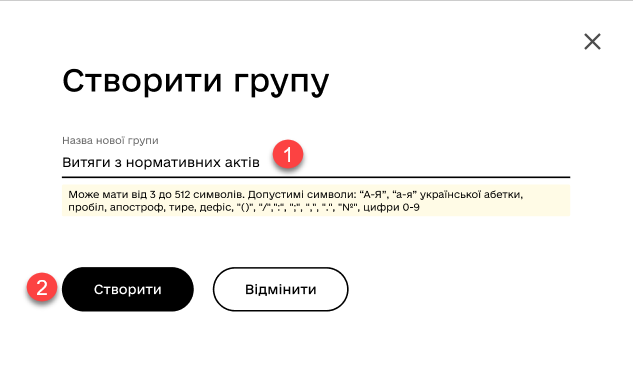 Створити групу
Назва нової групи
Витяги з нормативних актів
1
Може мати від 3 до 512 символів. Допустимі символи: “А-Я”, “а-я” української абетки,
пробіл, апостроф, тире, дефіс, "()", "/",":", ";", ",", ".", "№", цифри 0-9
2
Створити
Відмінити